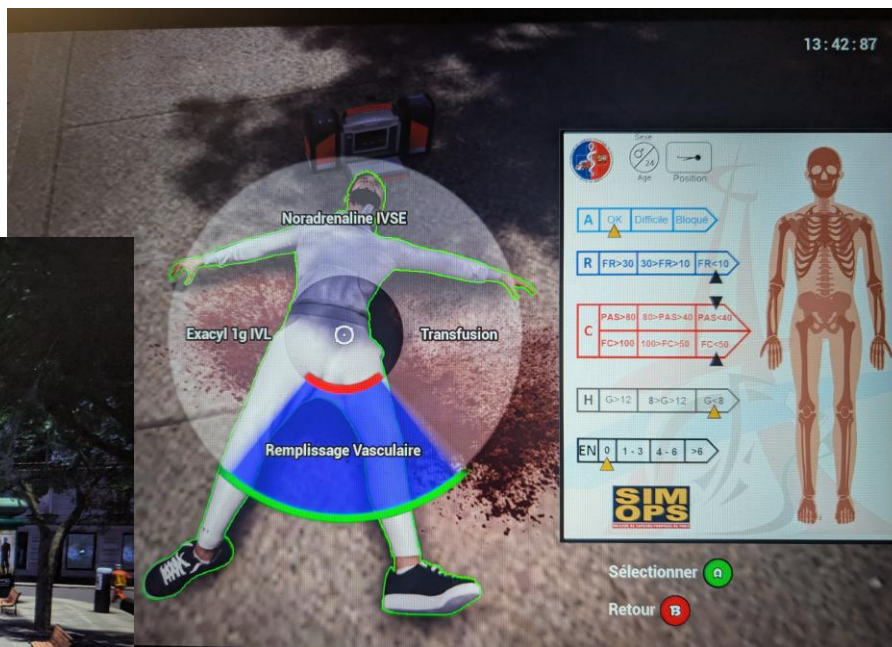 13:42:87
Sexe
♂/24
Age
Position
Noradrenaline IVSE
Exacyl 1g IVL
Transfusion
Remplissage Vasculaire
A OK Difficile Bloqué
R FR>30 30>FR>10 FR<10
C PAS>80 80>PAS>40 PAS<40
FC>100 100>FC>50 FC<50
H G>12 8>G>12 G<8
EN 0 1 - 3 4 - 6 >6
SIM
OPS
Sélectionner A
Retour B